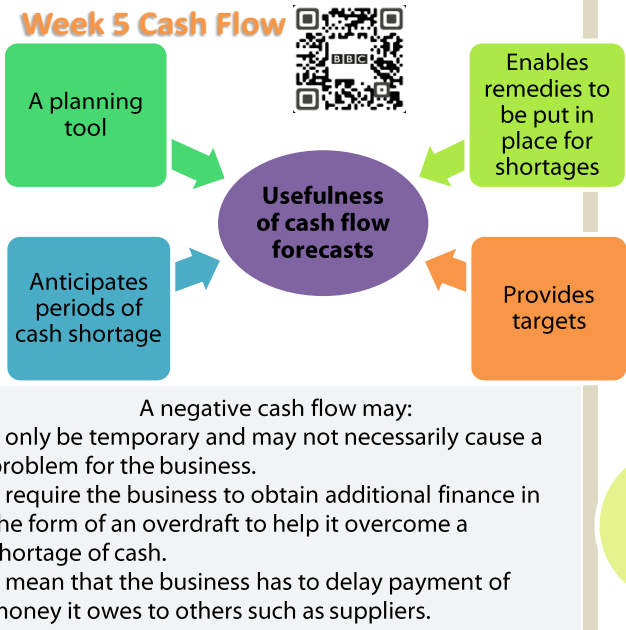 Week 5 Cash Flow
BBC
A planning
tool
Enables
remedies to
be put in
place for
shortages
Usefulness
of cash flow
forecasts
Anticipates
periods of
cash shortage
Provides
targets
A negative cash flow may:
only be temporary and may not necessarily cause a
for the business.
require the business to obtain additional finance in
form of an overdraft to help it overcome a
of cash.
mean that the business has to delay payment of
it owes to others such as suppliers.